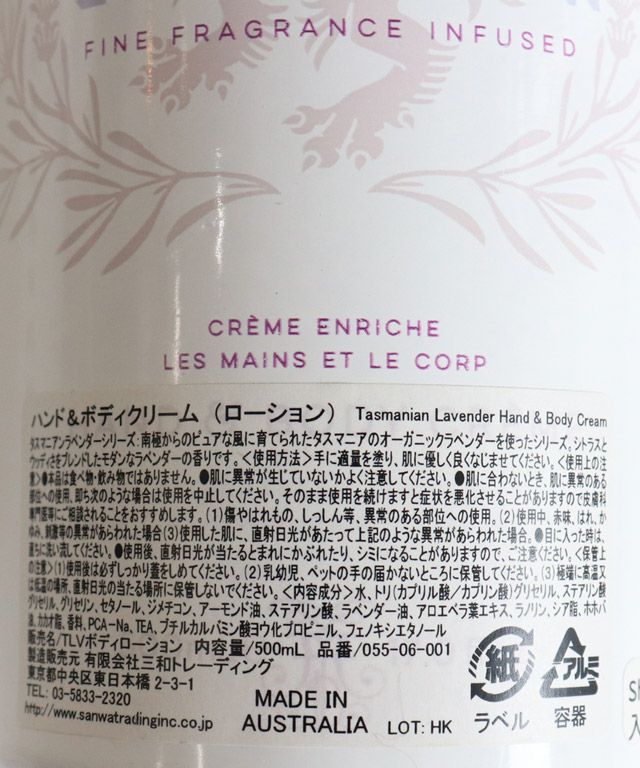 FINE FRAGRANCE INFUSED
CRÈME ENRICHE
LES MAINS ET LE CORP
ハンド&ボディクリーム (ローション) Tasmanian Lavender Hand & Body Cream
タスマニアンラベンダーシリーズ:南極からのピュアな風に育てられたタスマニアのオーガニックラベンダーを使ったシリーズ。シトラスと
ウッディさをブレンドしたモダンなラベンダーの香りです。<使用方法>手に適量を塗り、肌に優しく良くなじませてください。<使用上の注
意>●本品は食べ物・飲み物ではありません。●肌に異常が生じていないかよく注意してください。●肌に合わないとき、肌に異常のある
部位への使用、即ち次のような場合は使用を中止してください。そのまま使用を続けますと症状を悪化させることがありますので皮膚科
専門医等にご相談されることをおすすめします。(1)傷やはれもの、しっしん等、異常のある部位への使用。(2)使用中、赤味、はれ、か
ゆみ、刺激等の異常があらわれた場合(3)使用した肌に、直射日光があたって上記のような異常があらわれた場合。●目に入った時は、
直ちに洗い流してください。●使用後、直射日光が当たるとまれにかぶれたり、シミになることがありますので、ご注意ください。<保管上
の注意>(1)使用後は必ずしっかり蓋をしめてください。(2)乳幼児、ペットの手の届かないところに保管してください。(3)極端に高温又
は低温の場所、直射日光の当たる場所に保管しないでください。<内容成分>水、トリ(カプリル酸/カプリン酸)グリセリル、ステアリン酸
グリセリル、グリセリン、セタノール、ジメチコン、アーモンド油、ステアリン酸、ラベンダー油、アロエベラ葉エキス、ラノリン、シア脂、ホホバ
油、カカオ脂、香料、PCA-Na、TEA、ブチルカルバミン酸ヨウ化プロピニル、フェノキシエタノール
販売名/TLVボディローション 内容量/500mL 品番/055-06-001
製造販売元 有限会社三和トレーディング
東京都中央区東日本橋2-3-1
TEL: 03-5833-2320
http://www.sanwatradinginc.co.jp
MADE IN
AUSTRALIA LOT: HK
紙
ラベル
アルミ
容器